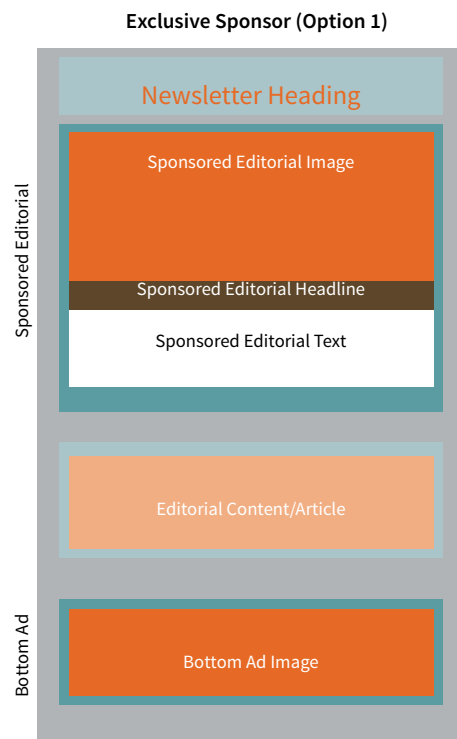 Exclusive Sponsor (Option 1)
Newsletter Heading
Sponsored Editorial
Sponsored Editorial Image
Sponsored Editorial Headline
Sponsored Editorial Text
Editorial Content/Article
Bottom Ad
Bottom Ad Image